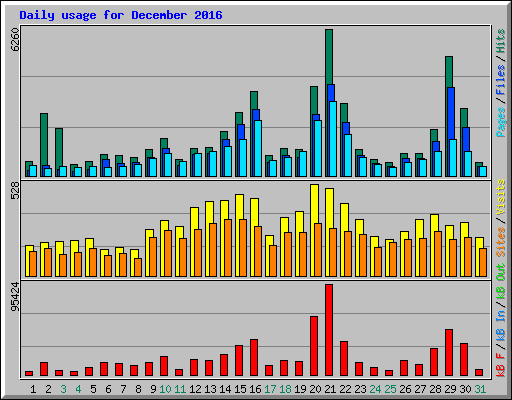 Daily usage for December 2016
6260
Pages / Files / Hits
528
Sites / Visits
95424
kB F / kB In / kB Out
1 2 3 4 5 6 7 8 9 10 11 12 13 14 15 16 17 18 19 20 21 22 23 24 25 26 27 28 29 30 31